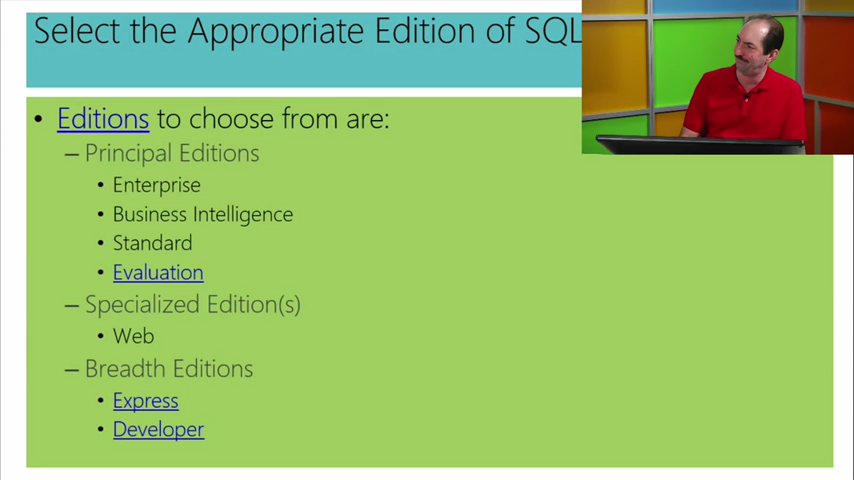 Select the Appropriate Edition of SQL
• Editions to choose from are:
– Principal Editions
• Enterprise
• Business Intelligence
• Standard
• Evaluation
– Specialized Edition(s)
• Web
– Breadth Editions
• Express
• Developer